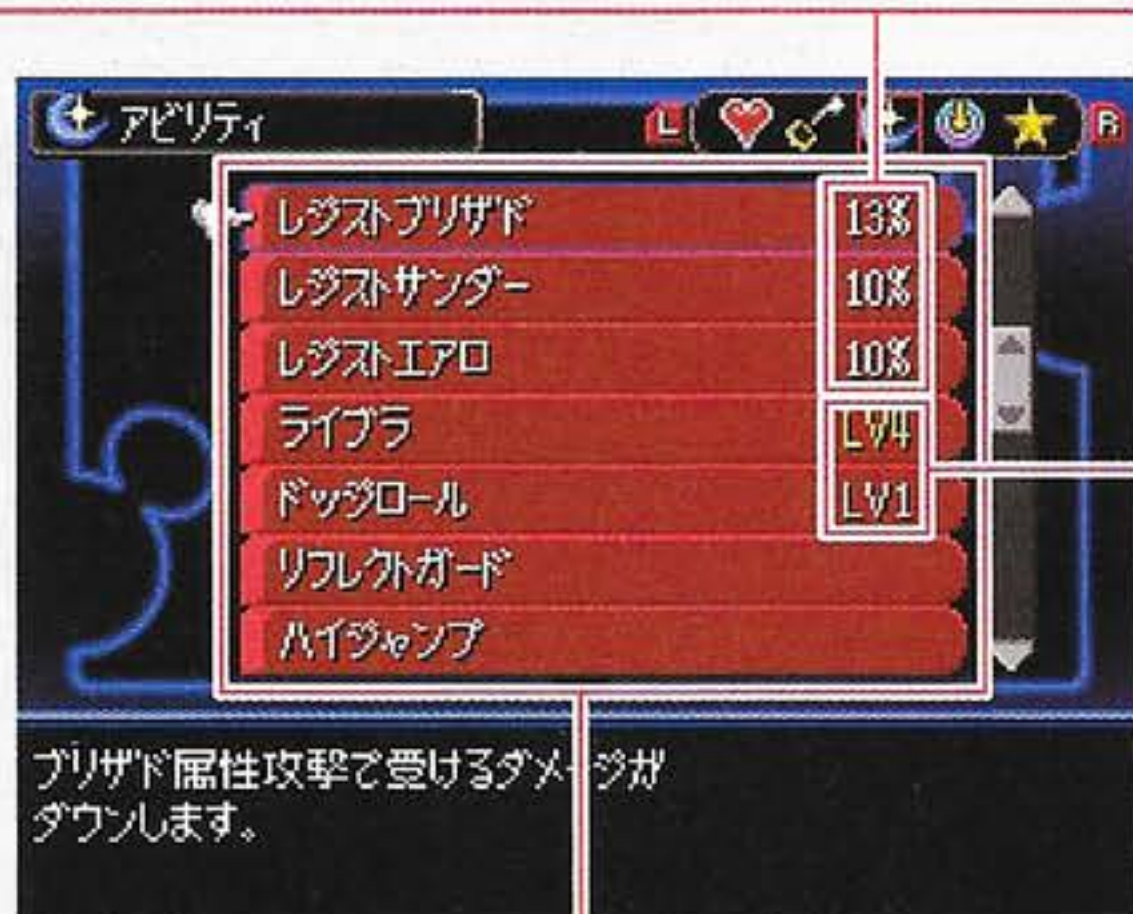 アビリティ
L R
レジストブリザド 13%
レジストサンダー 10%
レジストエアロ 10%
ライブラ LV4
ドッジロール LV1
リフレクトガード
ハイジャンプ
ブリザド属性攻撃で受けるダメージが
ダウンします。